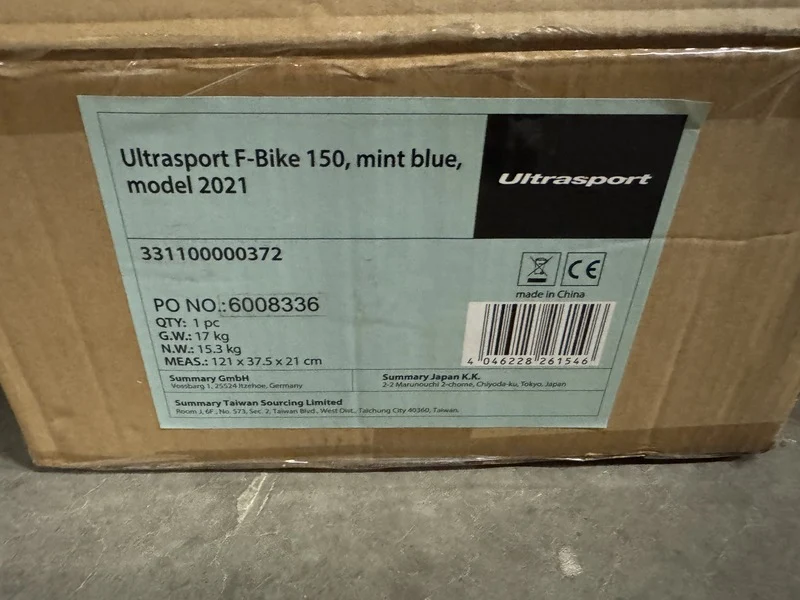 Ultrasport F-Bike 150, mint blue,
model 2021
Ultrasport
331100000372
CE
made in China
PO NO.:6008336
QTY: 1 pc
G.W.: 17 kg
N.W.: 15.3 kg
MEAS.: 121 x 37.5 x 21 cm
4 046228 261546
Summary GmbH
Vossbarg 1, 25524 Itzehoe, Germany
Summary Japan K.K.
2-2 Marunouchi 2-chome, Chiyoda-ku, Tokyo, Japan
Summary Taiwan Sourcing Limited
Room J, 6F., No. 573, Sec. 2, Taiwan Blvd., West Dist., Taichung City 40360, Taiwan.